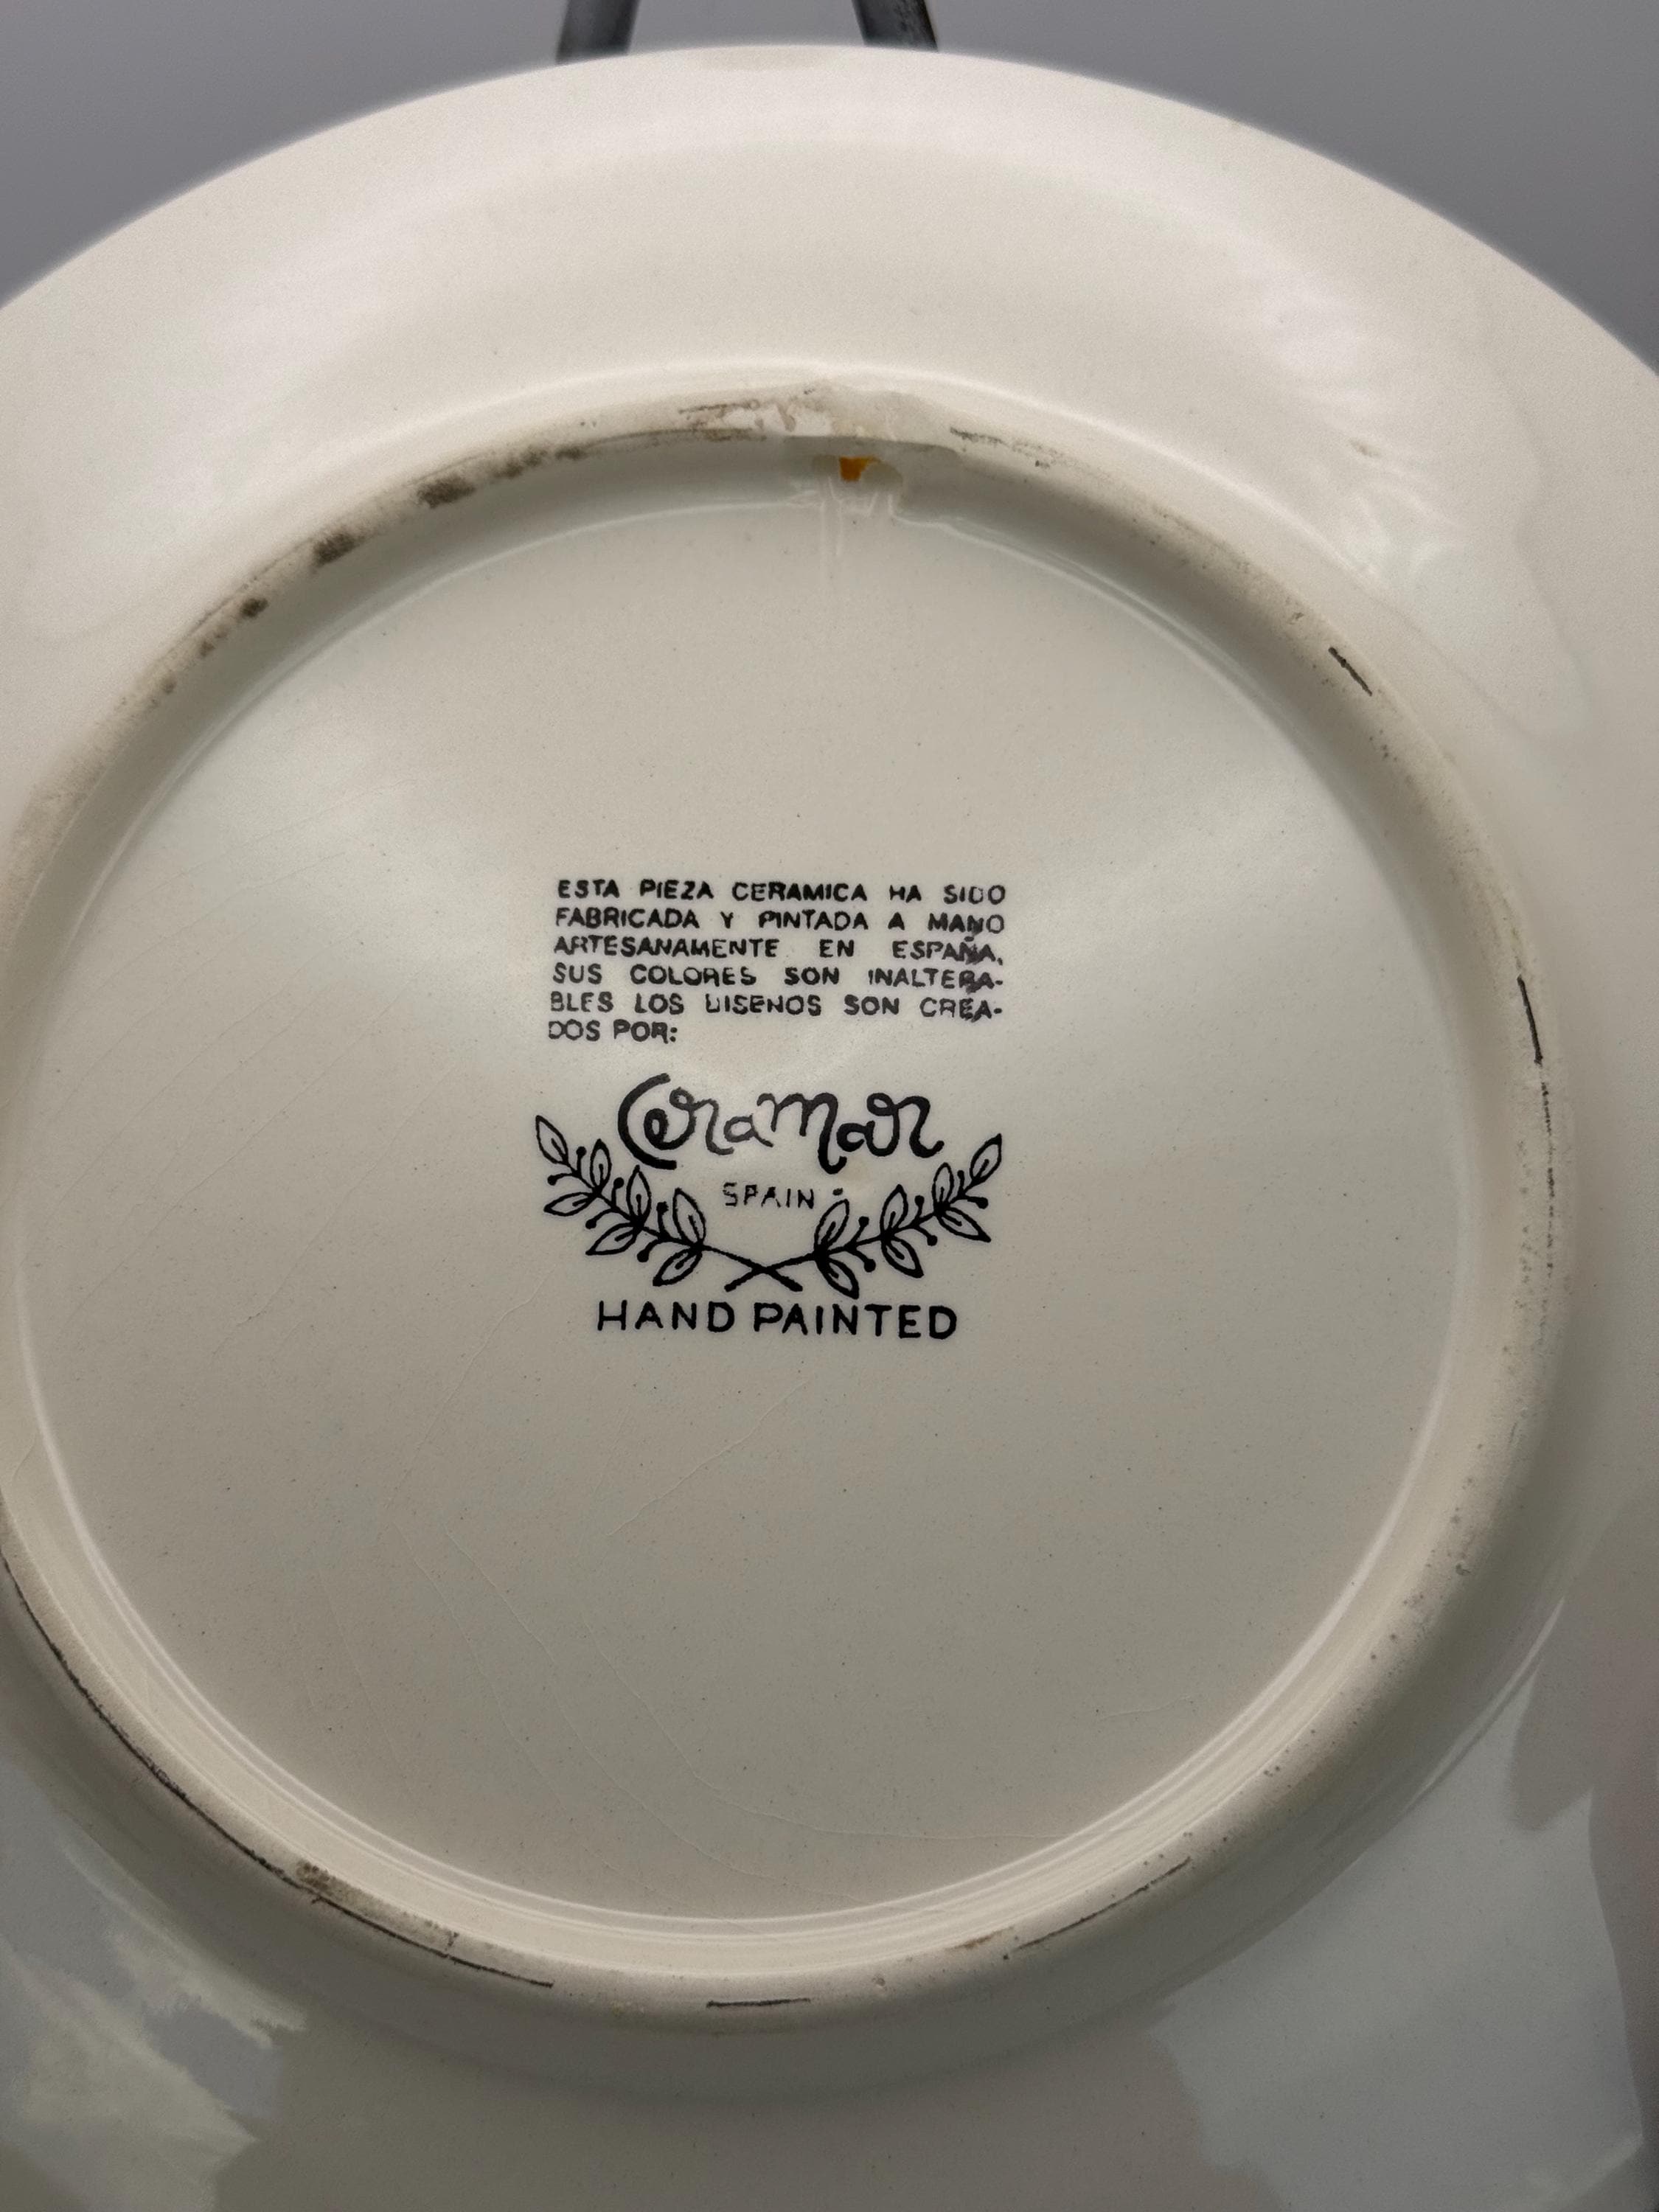 ESTA PIEZA CERAMICA HA SIDO
FABRICADA Y PINTADA A MANO
ARTESANAMENTE EN ESPAÑA,
SUS COLORES SON INALTERA-
BLES LOS DISENOS SON CREA-
DOS POR:
Ceramar
SPAIN
HAND PAINTED